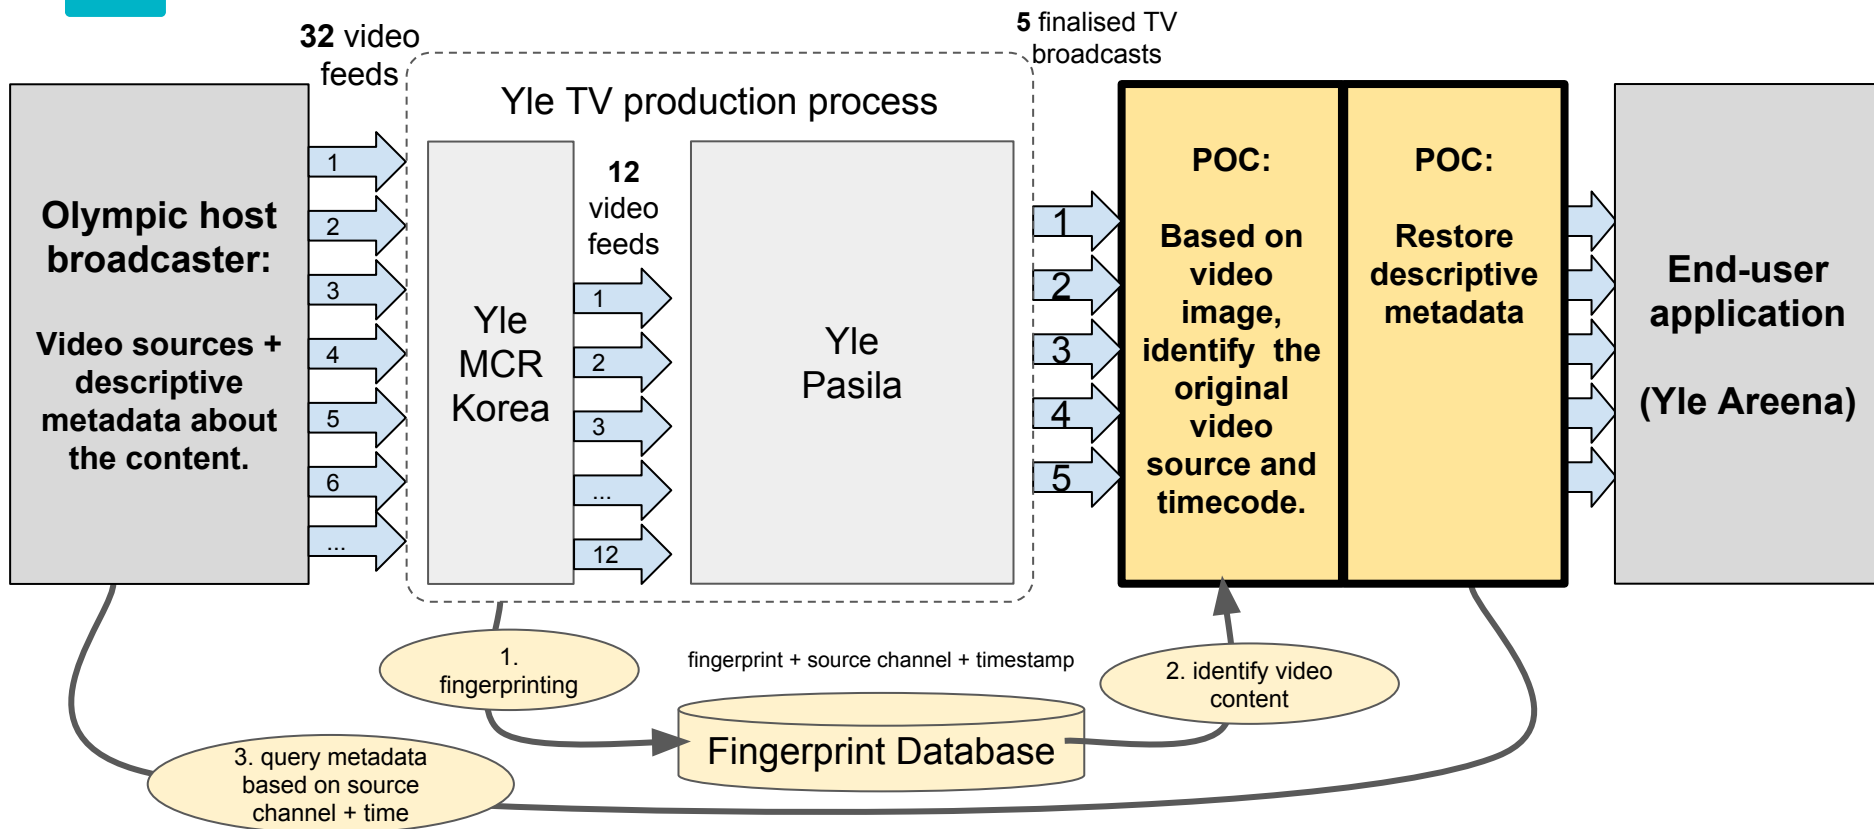 32 video
feeds
5 finalised TV
broadcasts
Yle TV production process
Olympic host
broadcaster:
Video sources +
descriptive
metadata about
the content.
1
2
3
4
5
6
...
Yle
MCR
Korea
12
video
feeds
1
2
3
...
12
Yle
Pasila
1
2
3
4
5
POC:
Based on
video
image,
identify the
original
video
source and
timecode.
POC:
Restore
descriptive
metadata
End-user
application
(Yle Areena)
1.
fingerprinting
fingerprint + source channel + timestamp
Fingerprint Database
2. identify video
content
3. query metadata
based on source
channel + time